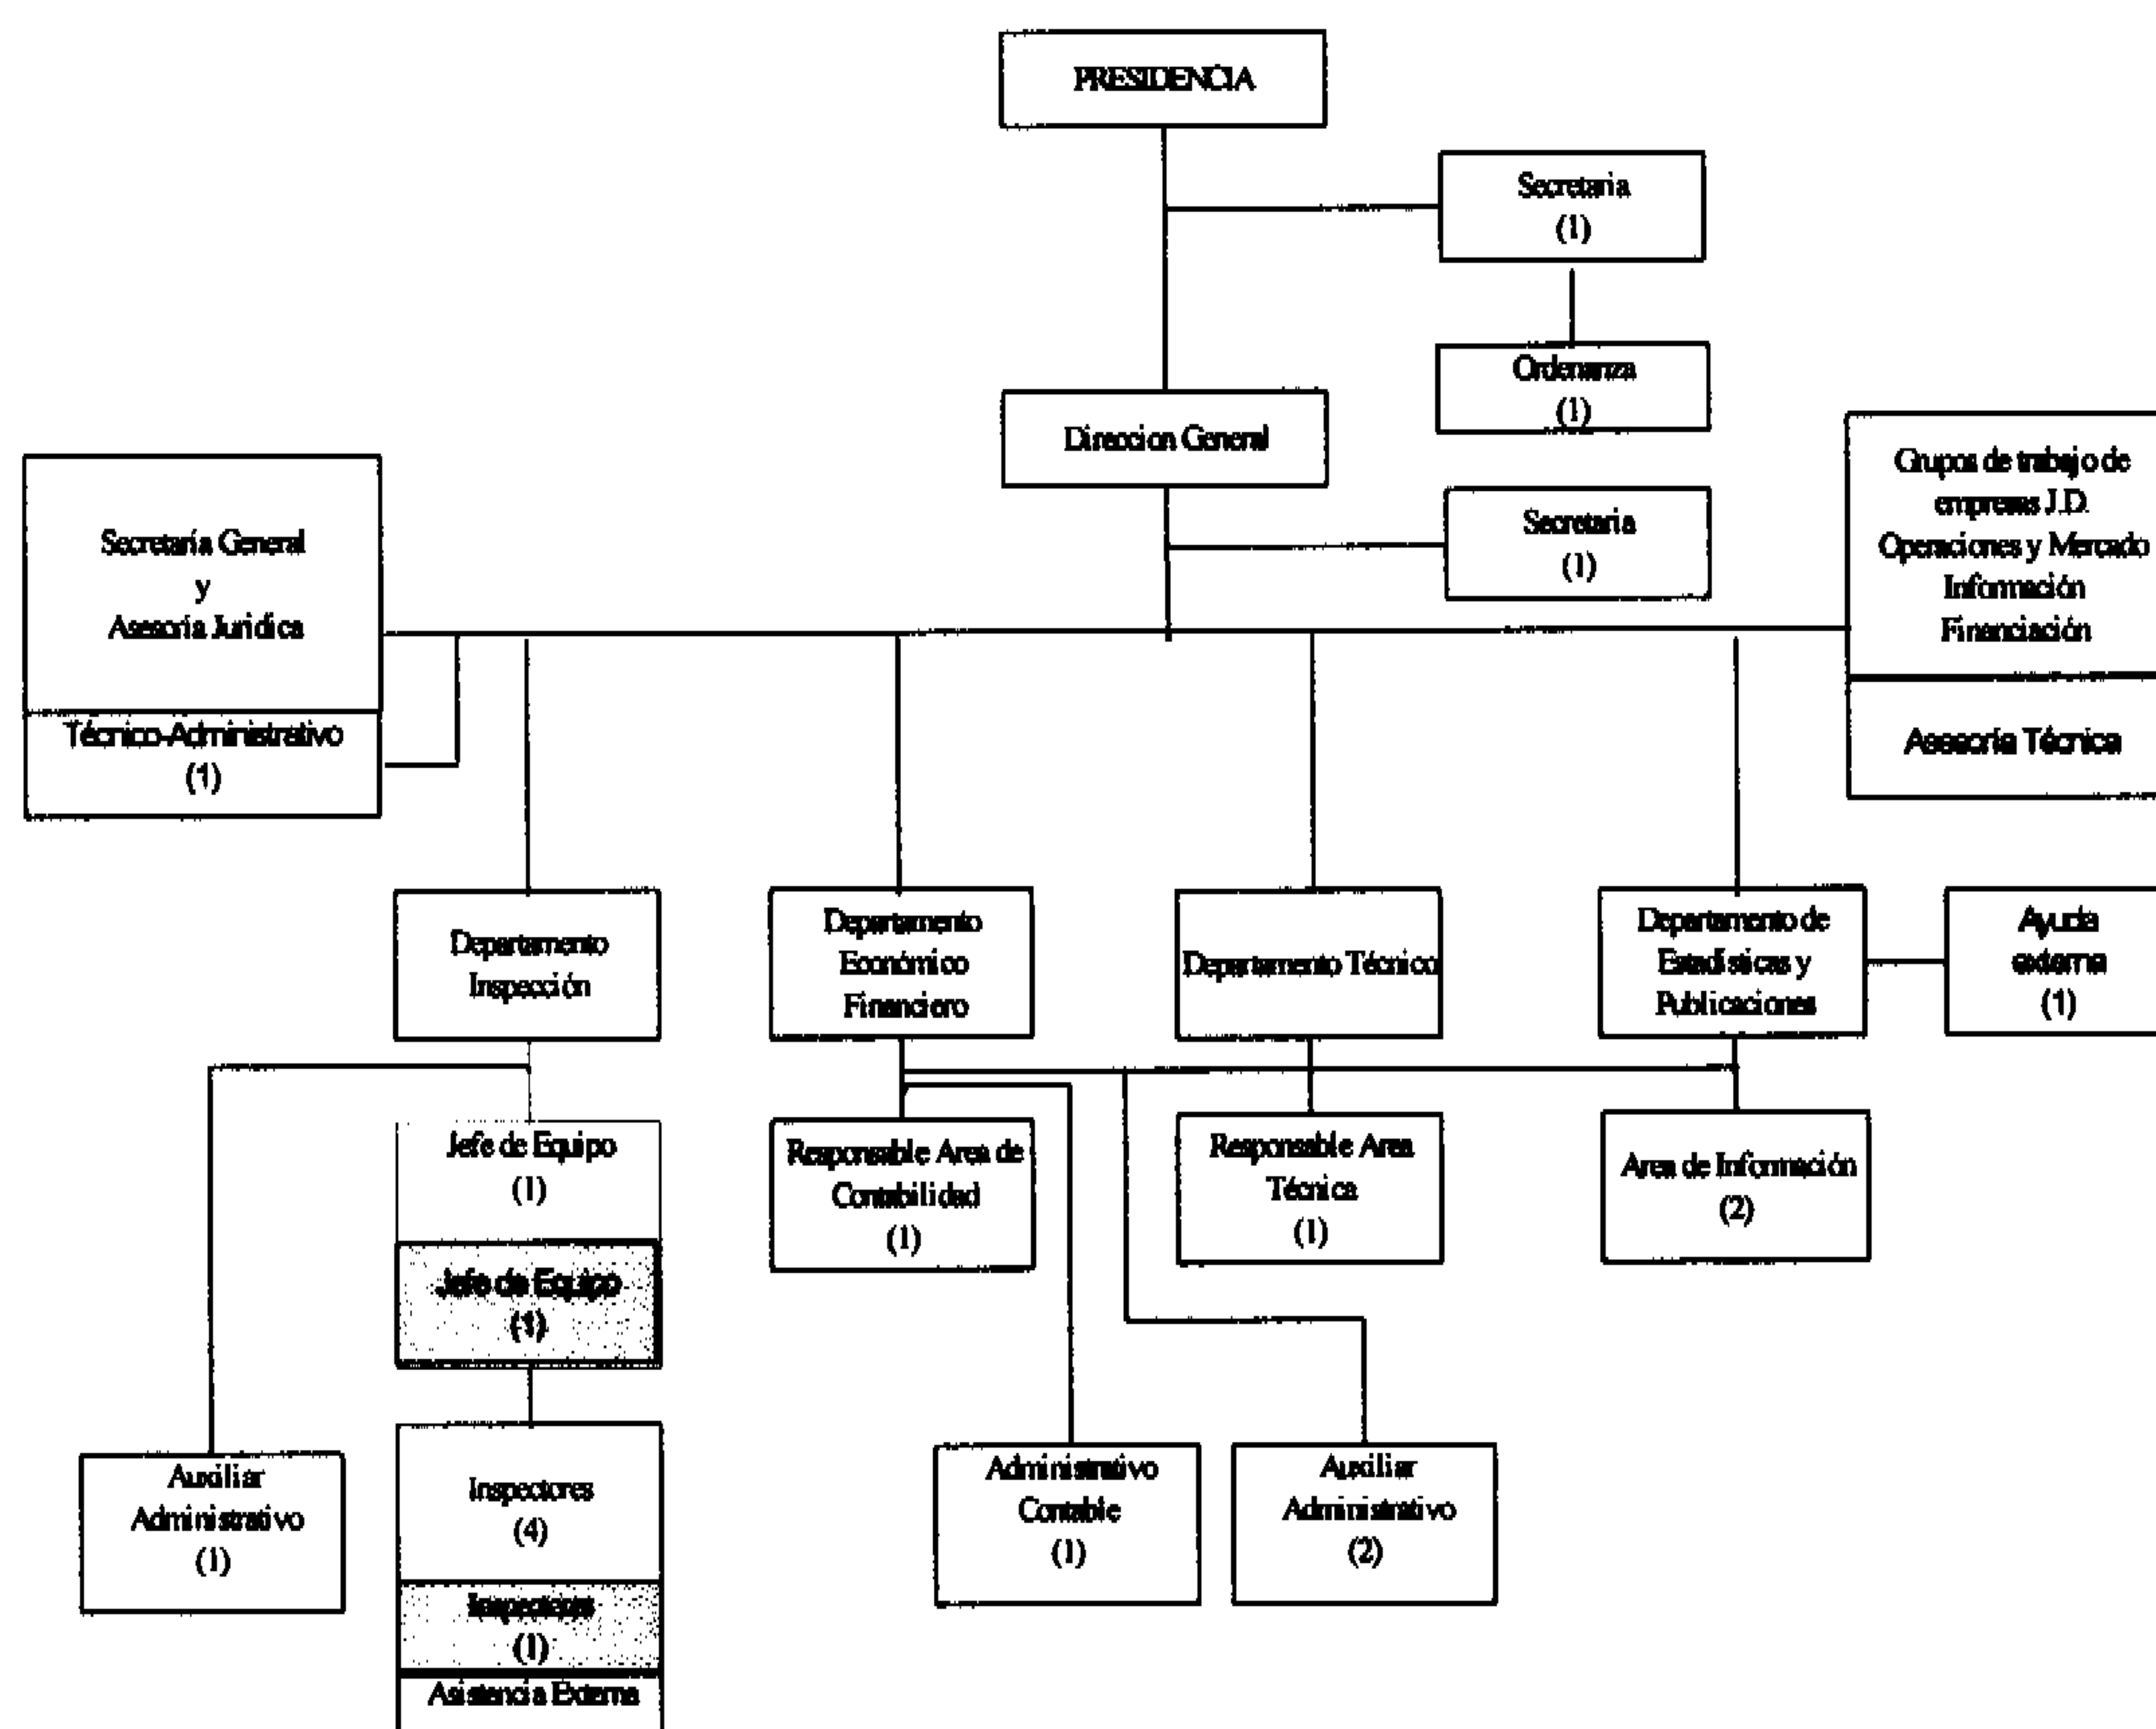 PRESIDENCIA
Secretaria
(1)
Ordenanza
(1)
Direccion General
Secretaria
(1)
Grupos de trabajo de
empresas J.D.
Operaciones y Mercado
Información
Financiación
Asesoría Técnica
Secretaría General
y
Asesoría Juridica
Técnico-Administrativo
(1)
Departamento
Inspección
Departamento
Económico
Financiero
Departamento Técnico
Departamento de
Estadísticas y
Publicaciones
Ayuda
externa
(1)
Jefe de Equipo
(1)
Jefe de Equipo
(1)
Responsable Area de
Contabilidad
(1)
Responsable Area
Técnica
(1)
Area de Información
(2)
Auxiliar
Administrativo
(1)
Inspectores
(4)
Inspectores
(1)
Asistencia Externa
Administrativo
Contable
(1)
Auxiliar
Administrativo
(2)